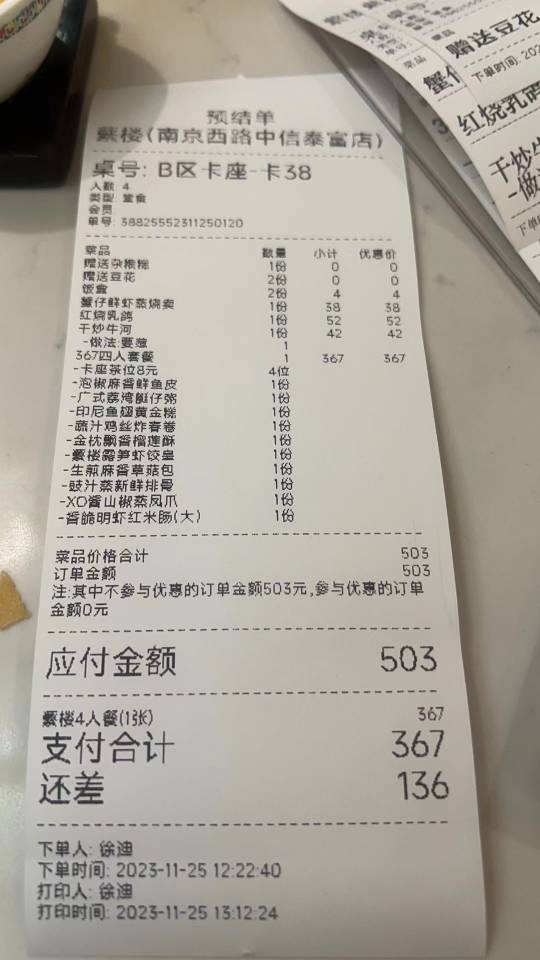 预结单
紫楼(南京西路中信泰富店)
桌号: B区卡座-卡38
人数 4
类型 堂食
会员
单号: 38825552311250120
菜品 数量 小计 优惠价
赠送杂粮糍 1份 0 0
赠送豆花 2份 0 0
饭盒 2份 4 4
蟹仔鲜虾蒸烧卖 1份 38 38
红烧乳鸽 1份 52 52
干炒牛河 1份 42 42
-做法:要葱 1
367四人套餐 1 367 367
-卡座茶位8元 4位
-泡椒麻香鲜鱼皮 1份
-广式荔湾艇仔粥 1份
-印尼鱼翅黄金糕 1份
-蔬汁鸡丝炸春卷 1份
-金枕飘香榴莲酥 1份
-紫楼露笋虾饺皇 1份
-生煎麻香草菇包 1份
-豉汁蒸新鲜排骨 1份
-XO酱山椒蒸凤爪 1份
-香脆明虾红米肠(大) 1份
菜品价格合计 503
订单金额 503
注:其中不参与优惠的订单金额503元,参与优惠的订单
金额0元
应付金额 503
紫楼4人餐(1张) 367
支付合计 367
还差 136
下单人: 徐迪
下单时间: 2023-11-25 12:22:40
打印人: 徐迪
打印时间: 2023-11-25 13:12:24
赠送豆花
下单时间: 202
红烧乳鸽
干炒牛
-做法